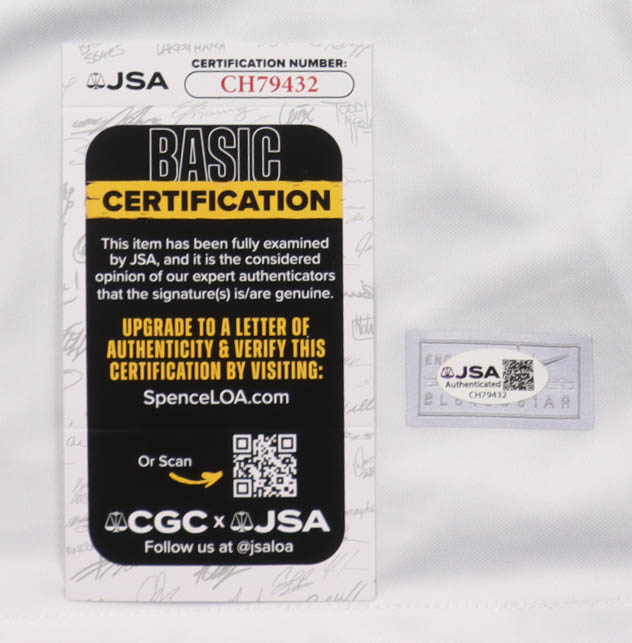 JSA
CERTIFICATION NUMBER:
CH79432
BASIC
CERTIFICATION
This item has been fully examined
by JSA, and it is the considered
opinion of our expert authenticators
that the signature(s) is/are genuine.
UPGRADE TO A LETTER OF
AUTHENTICITY & VERIFY THIS
CERTIFICATION BY VISITING:
SpenceLOA.com
Or Scan
CGC x JSA
Follow us at @jsaloa
JSA
Authenticated
CH79432